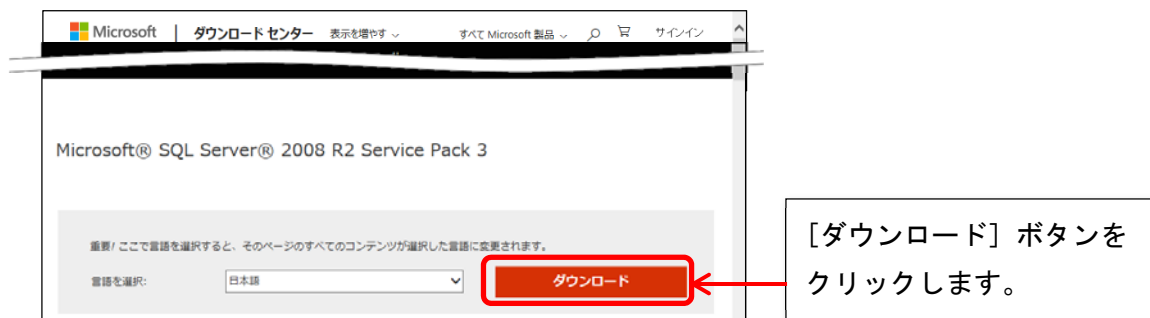 Microsoft | ダウンロード センター 表示を増やす すべて Microsoft 製品 サインイン
Microsoft® SQL Server® 2008 R2 Service Pack 3
重要! ここで言語を選択すると、そのページのすべてのコンテンツが選択した言語に変更されます。
言語を選択: 日本語 ダウンロード
［ダウンロード］ボタンを
クリックします。